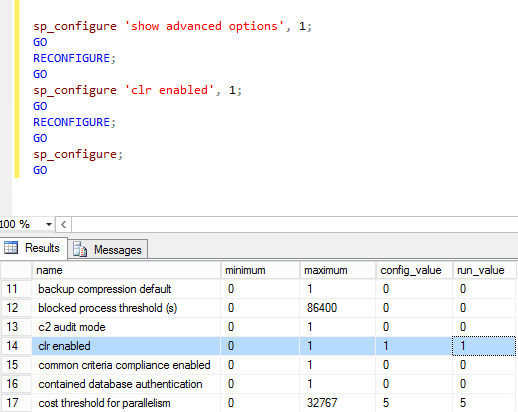 sp_configure 'show advanced options', 1;
GO
RECONFIGURE;
GO
sp_configure 'clr enabled', 1;
GO
RECONFIGURE;
GO
sp_configure;
GO
100 %
Results Messages
name minimum maximum config_value run_value
11 backup compression default 0 1 0 0
12 blocked process threshold (s) 0 86400 0 0
13 c2 audit mode 0 1 0 0
14 clr enabled 0 1 1 1
15 common criteria compliance enabled 0 1 0 0
16 contained database authentication 0 1 0 0
17 cost threshold for parallelism 0 32767 5 5